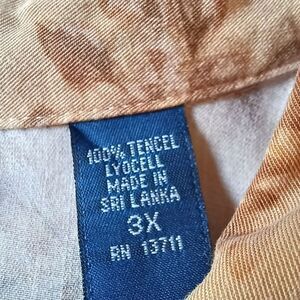 100% TENCEL
LYOCELL
MADE IN
SRI LANKA
3X
RN 13711